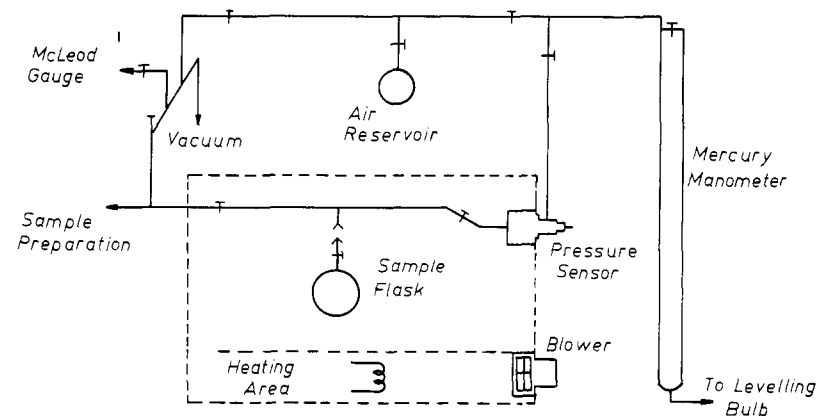 McLeod
Gauge
Vacuum
Air
Reservoir
Mercury
Manometer
Sample
Preparation
Sample
Flask
Pressure
Sensor
Heating
Area
Blower
To Levelling
Bulb